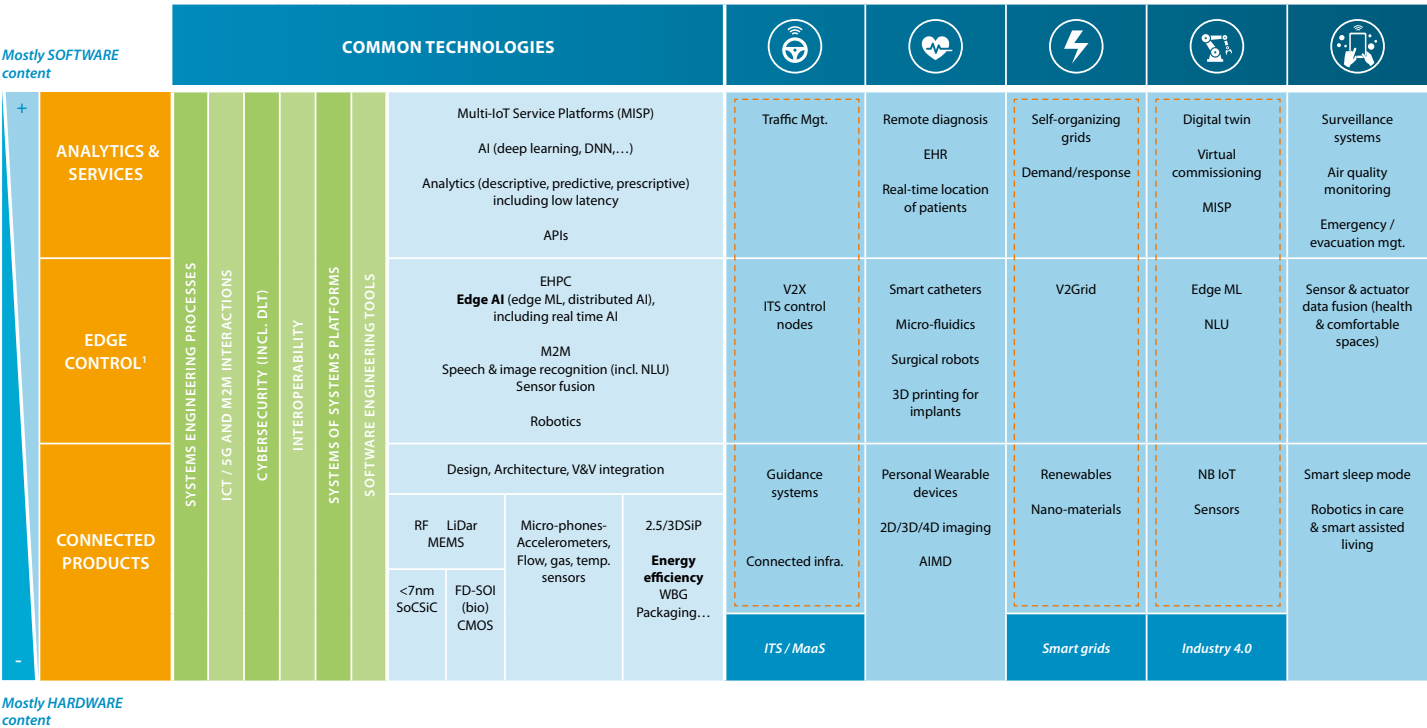 Mostly SOFTWARE
content
COMMON TECHNOLOGIES
+
-
ANALYTICS &
SERVICES
EDGE
CONTROL1
CONNECTED
PRODUCTS
SYSTEMS ENGINEERING PROCESSES
ICT / 5G AND M2M INTERACTIONS
CYBERSECURITY (INCL. DLT)
INTEROPERABILITY
SYSTEMS OF SYSTEMS PLATFORMS
SOFTWARE ENGINEERING TOOLS
Multi-IoT Service Platforms (MISP)
AI (deep learning, DNN,…)
Analytics (descriptive, predictive, prescriptive)
including low latency
APIs
Traffic Mgt.
Remote diagnosis
EHR
Real-time location
of patients
Self-organizing
grids
Demand/response
Digital twin
Virtual
commissioning
MISP
Surveillance
systems
Air quality
monitoring
Emergency /
evacuation mgt.
EHPC
Edge AI (edge ML, distributed AI),
including real time AI
M2M
Speech & image recognition (incl. NLU)
Sensor fusion
Robotics
V2X
ITS control
nodes
Smart catheters
Micro-fluidics
Surgical robots
3D printing for
implants
V2Grid
Edge ML
NLU
Sensor & actuator
data fusion (health
& comfortable
spaces)
Design, Architecture, V&V integration
RF LiDar
MEMS
<7nm
SoCSiC
FD-SOI
(bio)
CMOS
Micro-phones-
Accelerometers,
Flow, gas, temp.
sensors
2.5/3DSiP
Energy
efficiency
WBG
Packaging…
Guidance
systems
Connected infra.
Personal Wearable
devices
2D/3D/4D imaging
AIMD
Renewables
Nano-materials
NB IoT
Sensors
Smart sleep mode
Robotics in care
& smart assisted
living
ITS / MaaS
Smart grids
Industry 4.0
Mostly HARDWARE
content